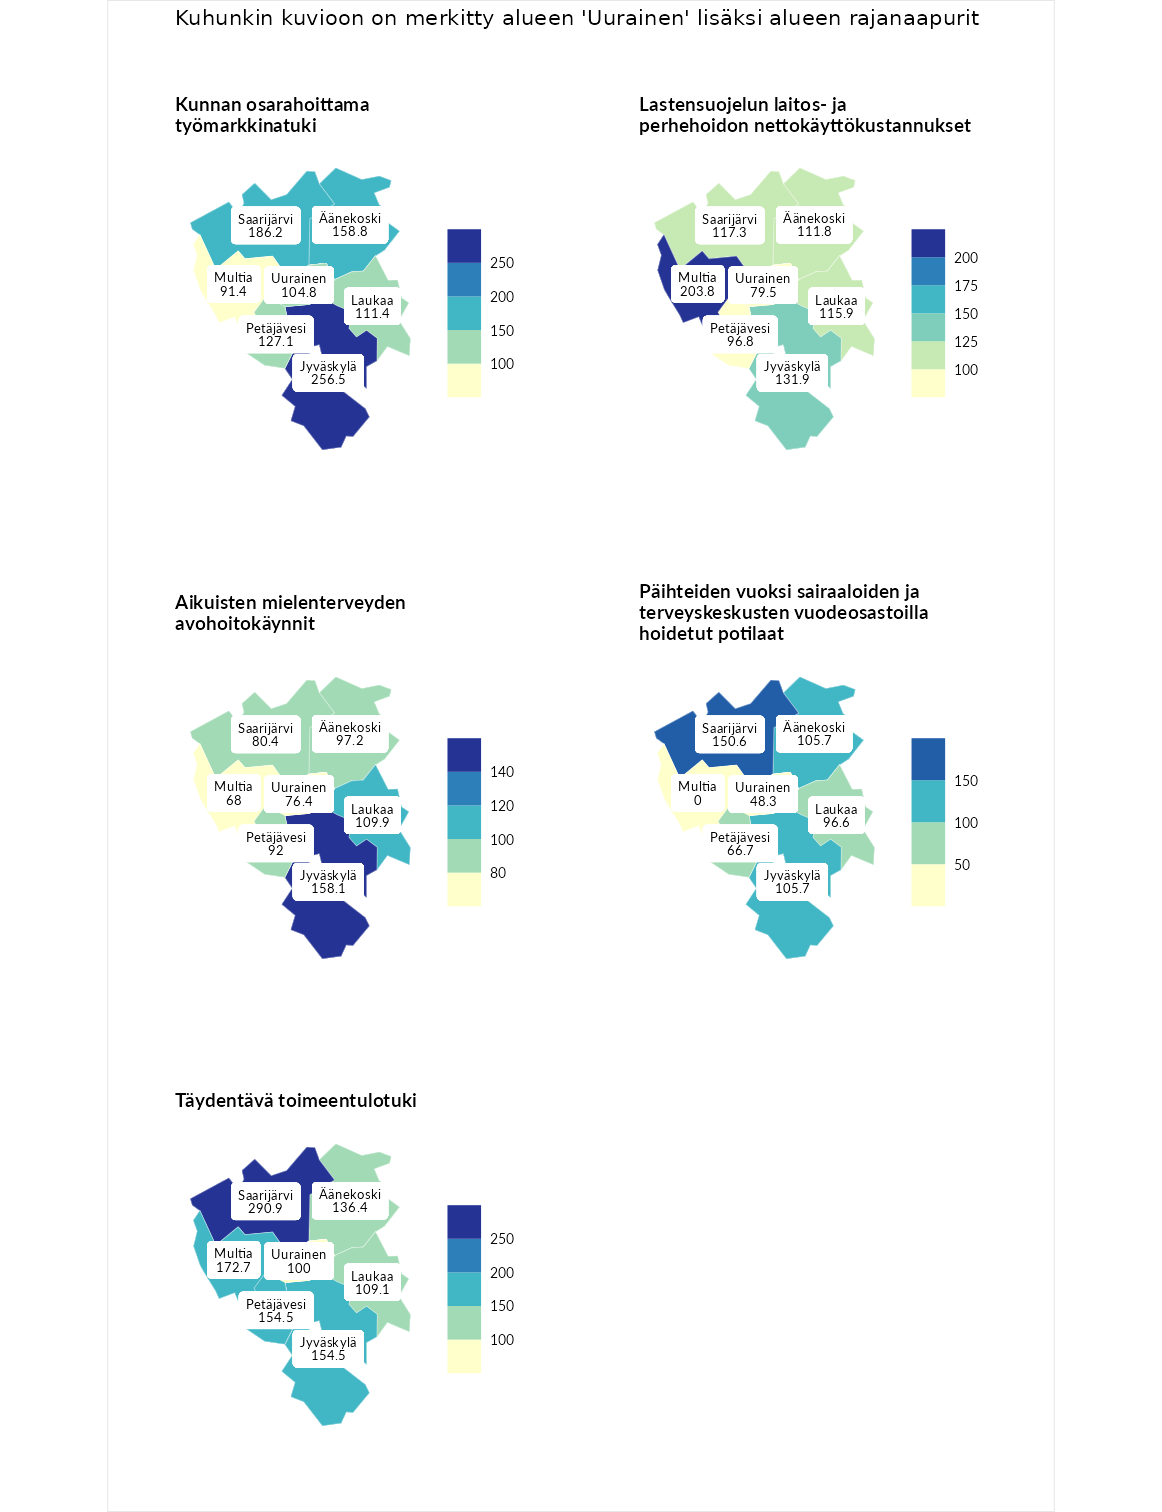 Kuhunkin kuvioon on merkitty alueen 'Uurainen' lisäksi alueen rajanaapurit
Kunnan osarahoittama
työmarkkinatuki
Saarijärvi
186.2
Äänekoski
158.8
Multia
91.4
Uurainen
104.8
Laukaa
111.4
Petäjävesi
127.1
Jyväskylä
256.5
250
200
150
100
Lastensuojelun laitos- ja
perhehoidon nettokäyttökustannukset
Saarijärvi
117.3
Äänekoski
111.8
Multia
203.8
Uurainen
79.5
Laukaa
115.9
Petäjävesi
96.8
Jyväskylä
131.9
200
175
150
125
100
Aikuisten mielenterveyden
avohoitokäynnit
Saarijärvi
80.4
Äänekoski
97.2
Multia
68
Uurainen
76.4
Laukaa
109.9
Petäjävesi
92
Jyväskylä
158.1
140
120
100
80
Päihteiden vuoksi sairaaloiden ja
terveyskeskusten vuodeosastoilla
hoidetut potilaat
Saarijärvi
150.6
Äänekoski
105.7
Multia
0
Uurainen
48.3
Laukaa
96.6
Petäjävesi
66.7
Jyväskylä
105.7
150
100
50
Täydentävä toimeentulotuki
Saarijärvi
290.9
Äänekoski
136.4
Multia
172.7
Uurainen
100
Laukaa
109.1
Petäjävesi
154.5
Jyväskylä
154.5
250
200
150
100